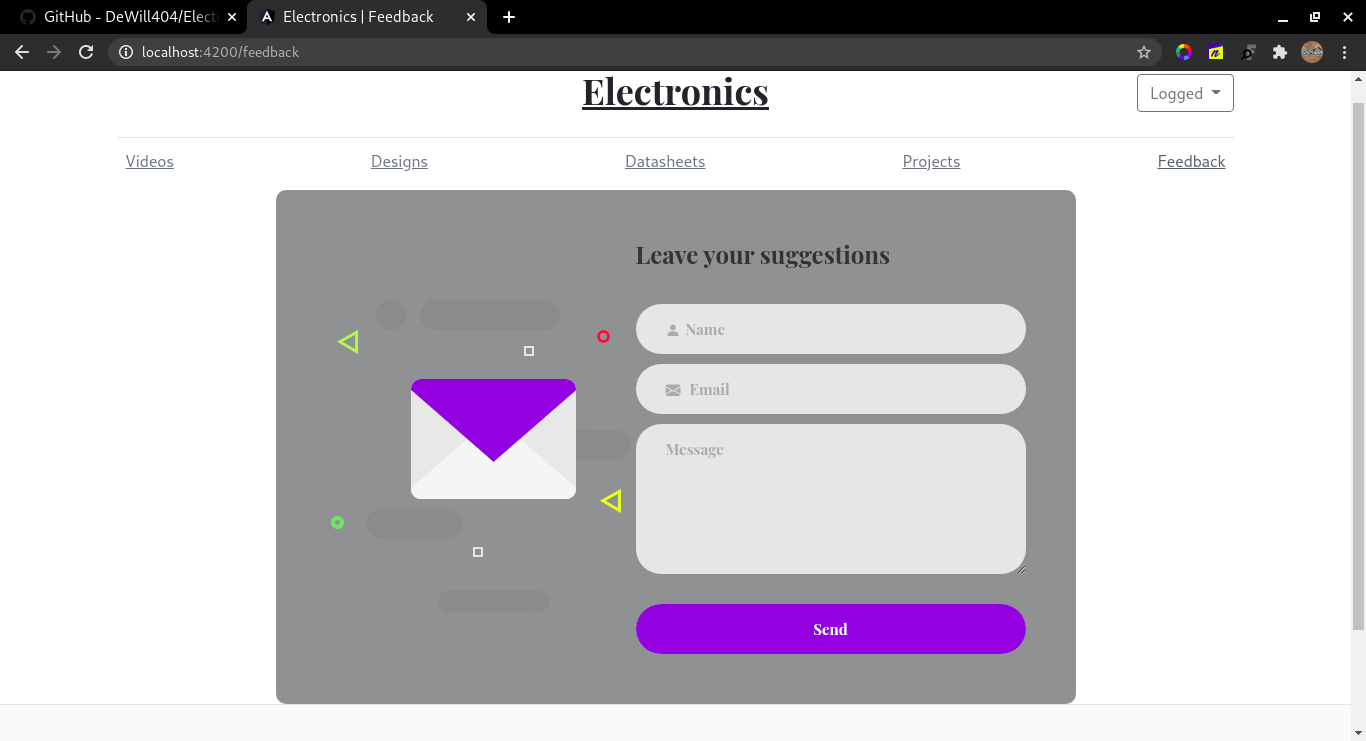 GitHub - DeWill404/Elect
Electronics | Feedback
localhost:4200/feedback
Electronics
Logged
Videos Designs Datasheets Projects Feedback
Leave your suggestions
Name
Email
Message
Send